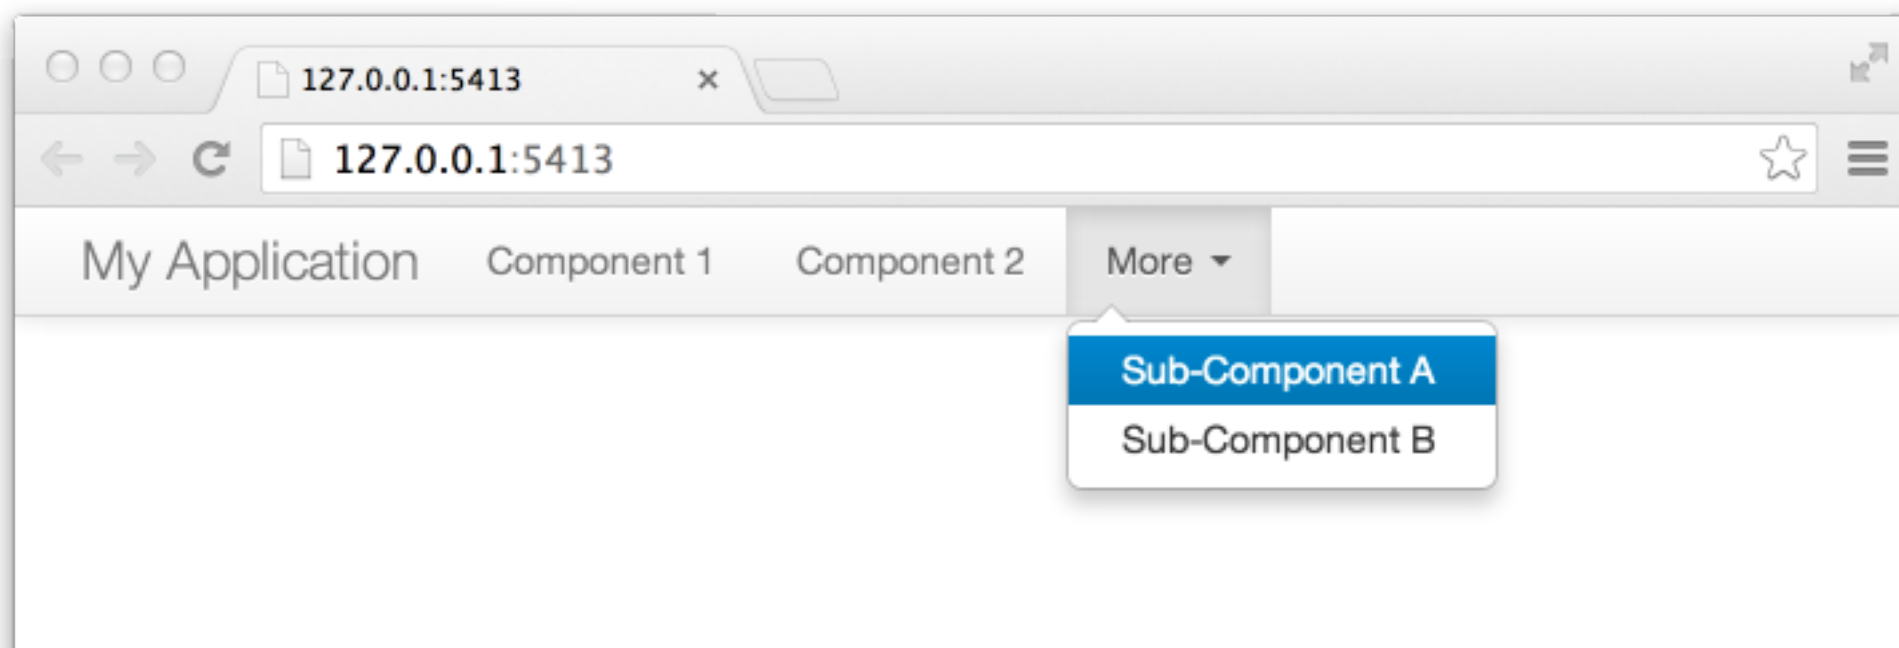 127.0.0.1:5413
127.0.0.1:5413
My Application Component 1 Component 2 More
Sub-Component A
Sub-Component B